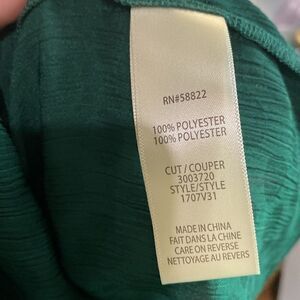 RN#58822
100% POLYESTER
100% POLYESTER
CUT / COUPER
3003720
STYLE/STYLE
1707V31
MADE IN CHINA
FAIT DANS LA CHINE
CARE ON REVERSE
NETTOYAGE AU REVERS